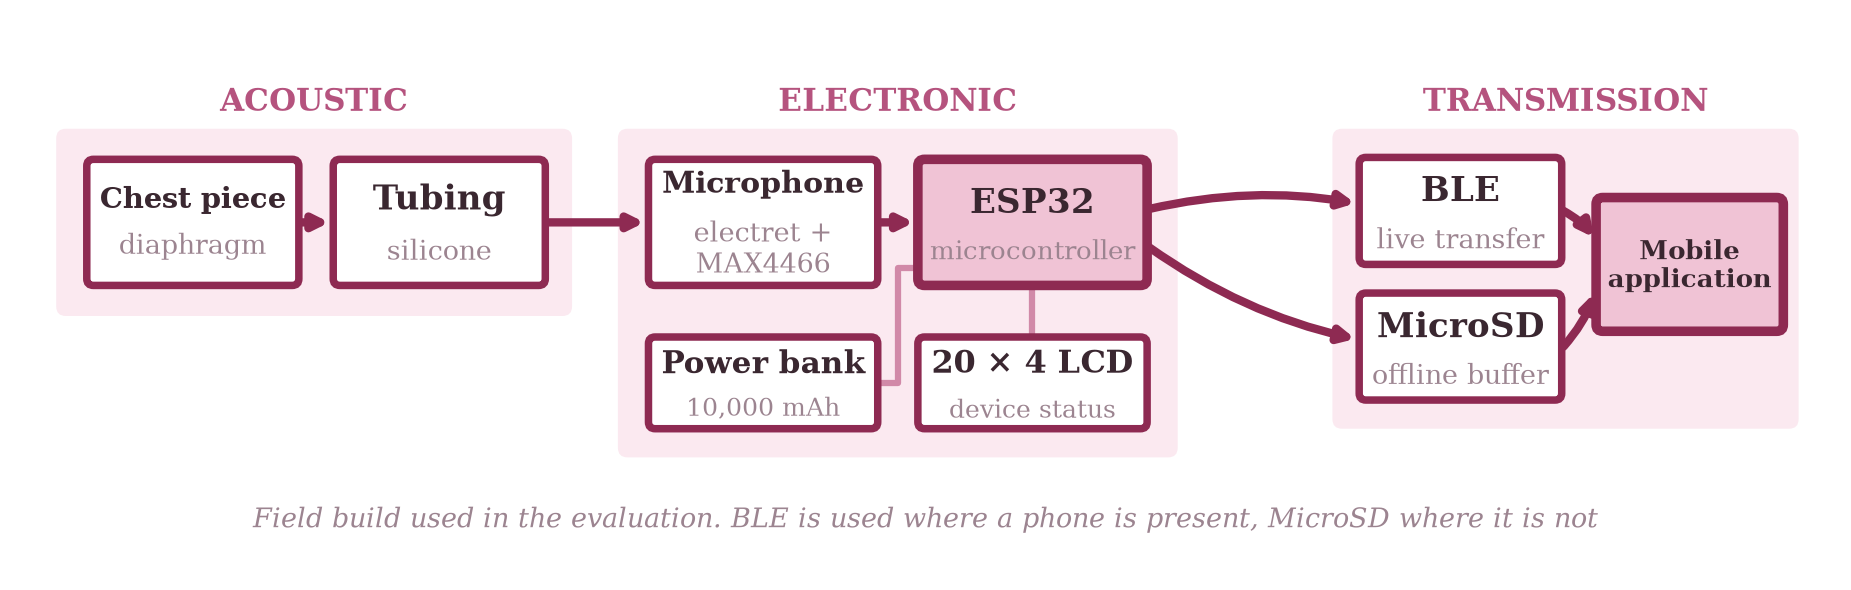 ACOUSTIC
Chest piece
diaphragm
Tubing
silicone
ELECTRONIC
Microphone
electret +
MAX4466
ESP32
microcontroller
Power bank
10,000 mAh
20 × 4 LCD
device status
TRANSMISSION
BLE
live transfer
MicroSD
offline buffer
Mobile
application
Field build used in the evaluation. BLE is used where a phone is present, MicroSD where it is not